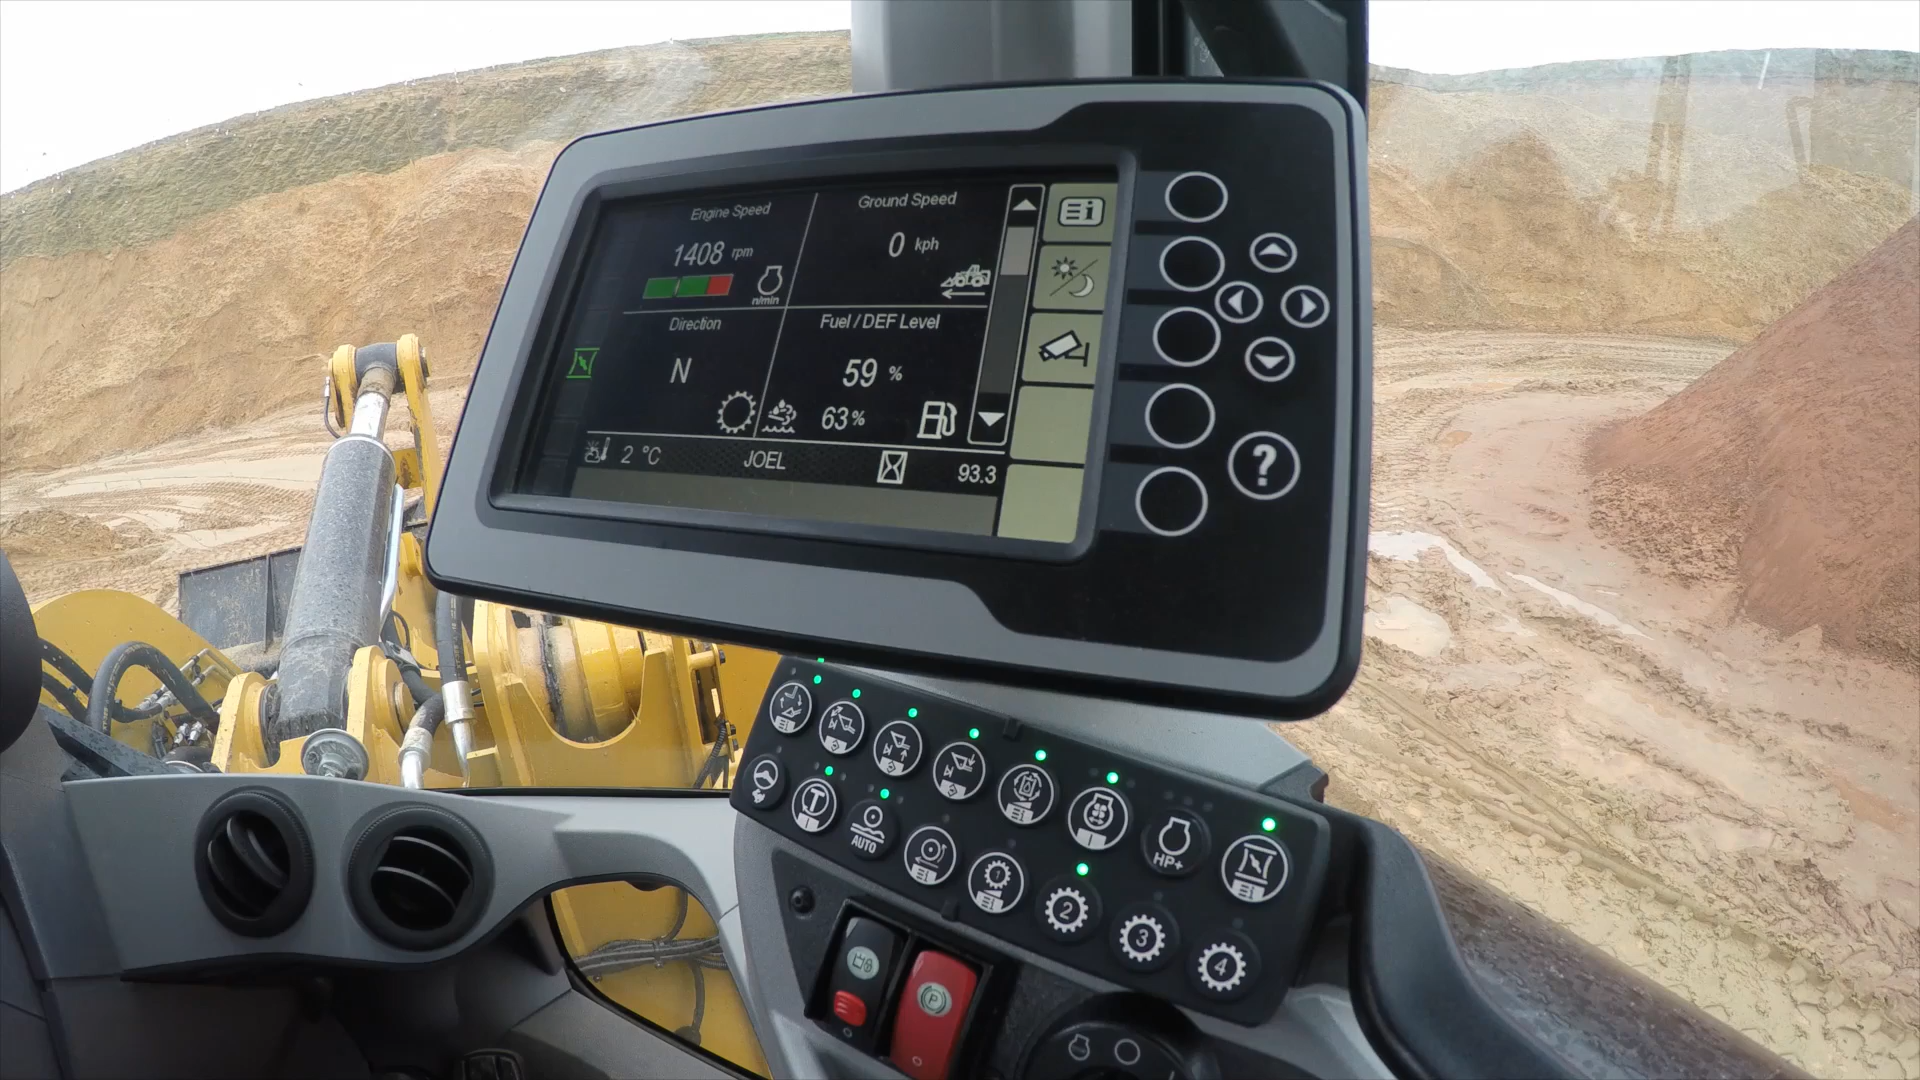 Engine Speed
1408 rpm
n/min
Ground Speed
0 kph
Direction
N
Fuel / DEF Level
59 %
63%
2 °C
JOEL
93.3
?
AUTO
HP+
1
2
3
4
P